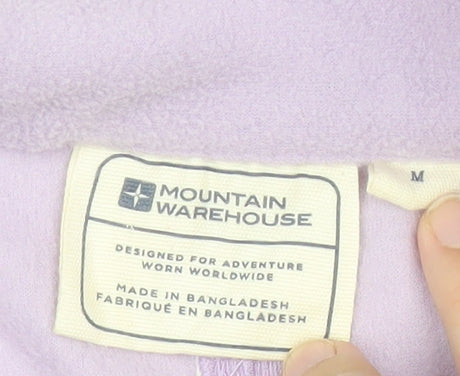 MOUNTAIN
WAREHOUSE
DESIGNED FOR ADVENTURE
WORN WORLDWIDE
MADE IN BANGLADESH
FABRIQUÉ EN BANGLADESH
M